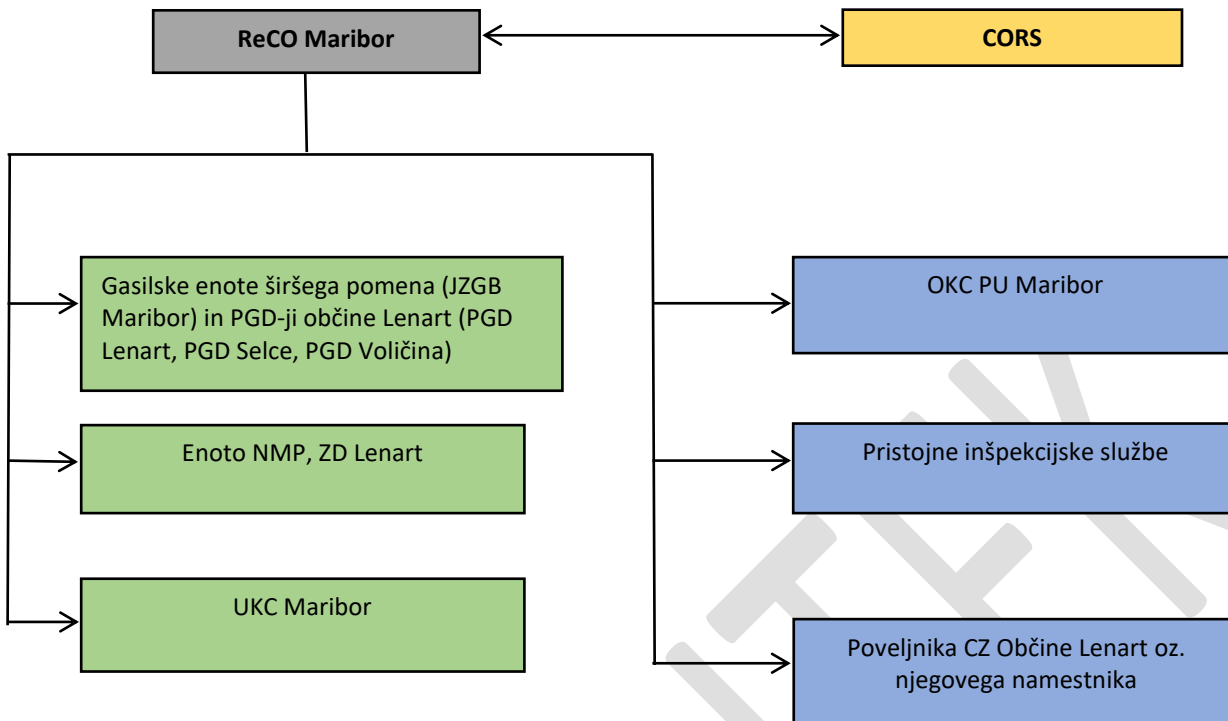 ReCO Maribor
CORS
Gasilske enote širšega pomena (JZGB
Maribor) in PGD-ji občine Lenart (PGD
Lenart, PGD Selce, PGD Voličina)
OKC PU Maribor
Enoto NMP, ZD Lenart
Pristojne inšpekcijske službe
UKC Maribor
Poveljnika CZ Občine Lenart oz.
njegovega namestnika